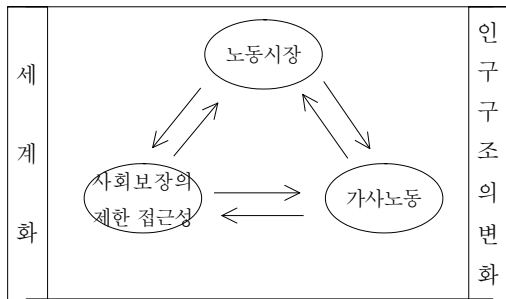 세계화
노동시장
사회보장의
제한 접근성
가사노동
인구구조의변화